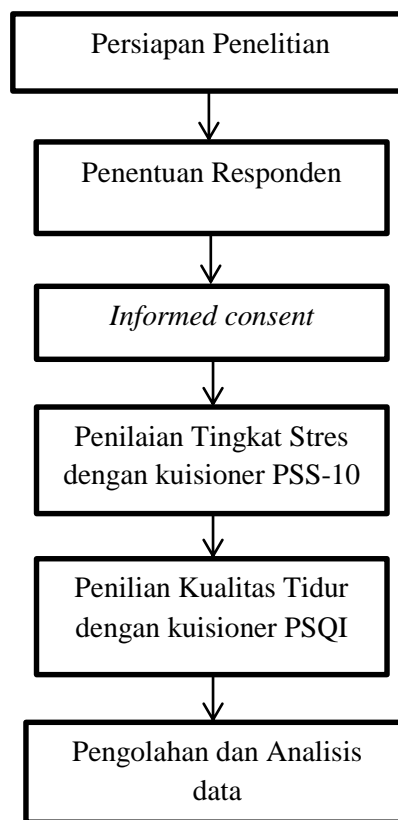 Persiapan Penelitian
Penentuan Responden
Informed consent
Penilaian Tingkat Stres
dengan kuisioner PSS-10
Penilian Kualitas Tidur
dengan kuisioner PSQI
Pengolahan dan Analisis
data